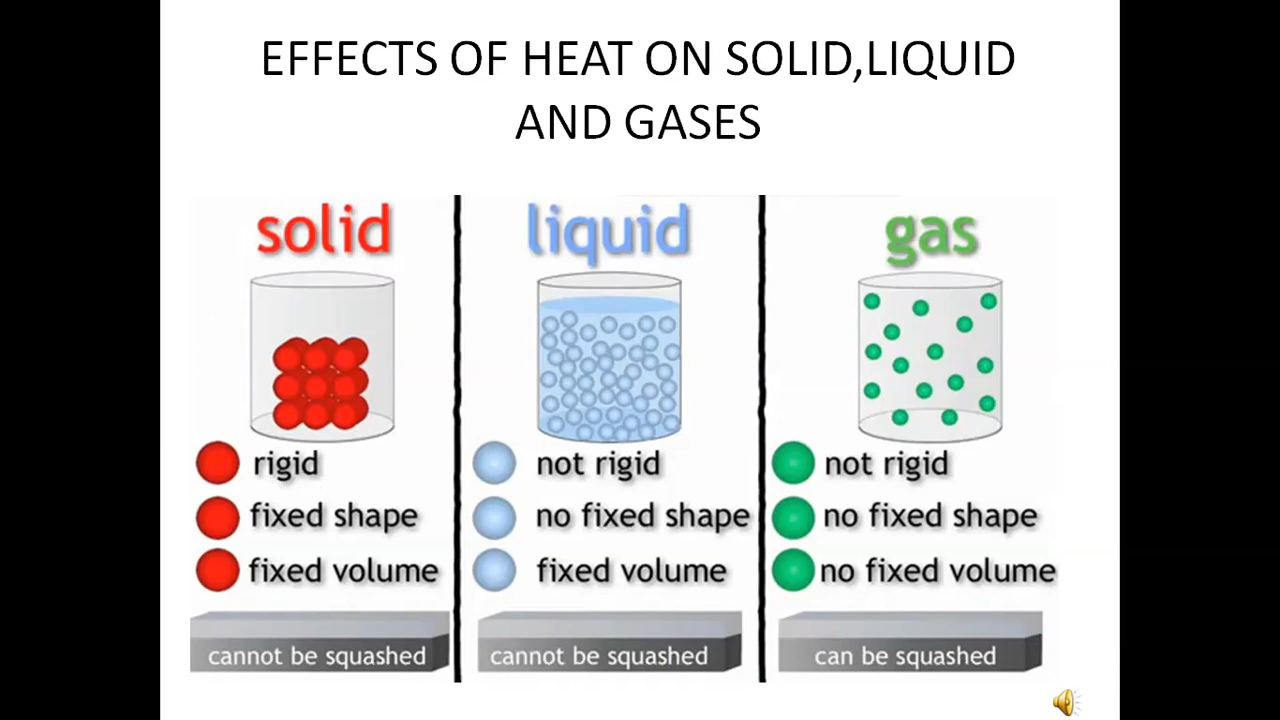 EFFECTS OF HEAT ON SOLID,LIQUID
AND GASES
solid
rigid
fixed shape
fixed volume
cannot be squashed
liquid
not rigid
no fixed shape
fixed volume
cannot be squashed
gas
not rigid
no fixed shape
no fixed volume
can be squashed